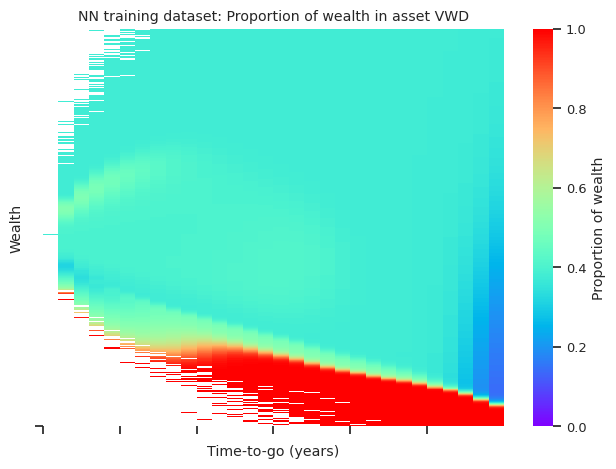 NN training dataset: Proportion of wealth in asset VWD
Wealth
Time-to-go (years)
1.0
0.8
0.6
0.4
0.2
0.0
Proportion of wealth